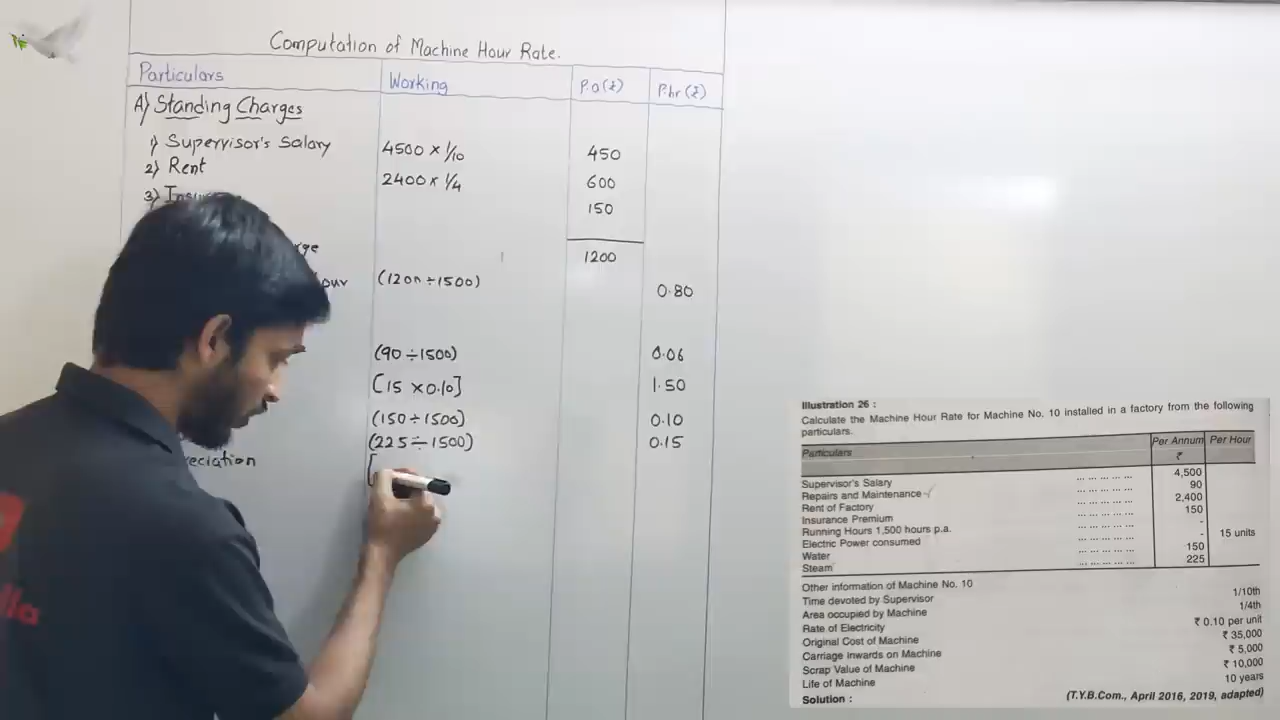 Computation of Machine Hour Rate.
Particulars Working P.a (₹) P.hr (₹)
A) Standing Charges
1) Supervisor's Salary 4500 × 1/10 450
2) Rent 2400 × 1/4 600
3) 150
1200
(1200 ÷ 1500) 0.80
(90 ÷ 1500) 0.06
[15 × 0.10] 1.50
(150 ÷ 1500) 0.10
(225 ÷ 1500) 0.15
eciation [
Illustration 26 :
Calculate the Machine Hour Rate for Machine No. 10 installed in a factory from the following
particulars.
Particulars Per Annum Per Hour
₹
Supervisor's Salary ... ... ... ... ... 4,500
Repairs and Maintenance ... ... ... ... ... 90
Rent of Factory ... ... ... ... ... 2,400
Insurance Premium ... ... ... ... ... 150
Running Hours 1,500 hours p.a. -
Electric Power consumed ... ... ... ... ... - 15 units
Water ... ... ... ... ... 150
Steam ... ... ... ... ... 225
Other information of Machine No. 10
Time devoted by Supervisor 1/10th
Area occupied by Machine 1/4th
Rate of Electricity ₹ 0.10 per unit
Original Cost of Machine ₹ 35,000
Carriage Inwards on Machine ₹ 5,000
Scrap Value of Machine ₹ 10,000
Life of Machine 10 years
Solution : (T.Y.B.Com., April 2016, 2019, adapted)